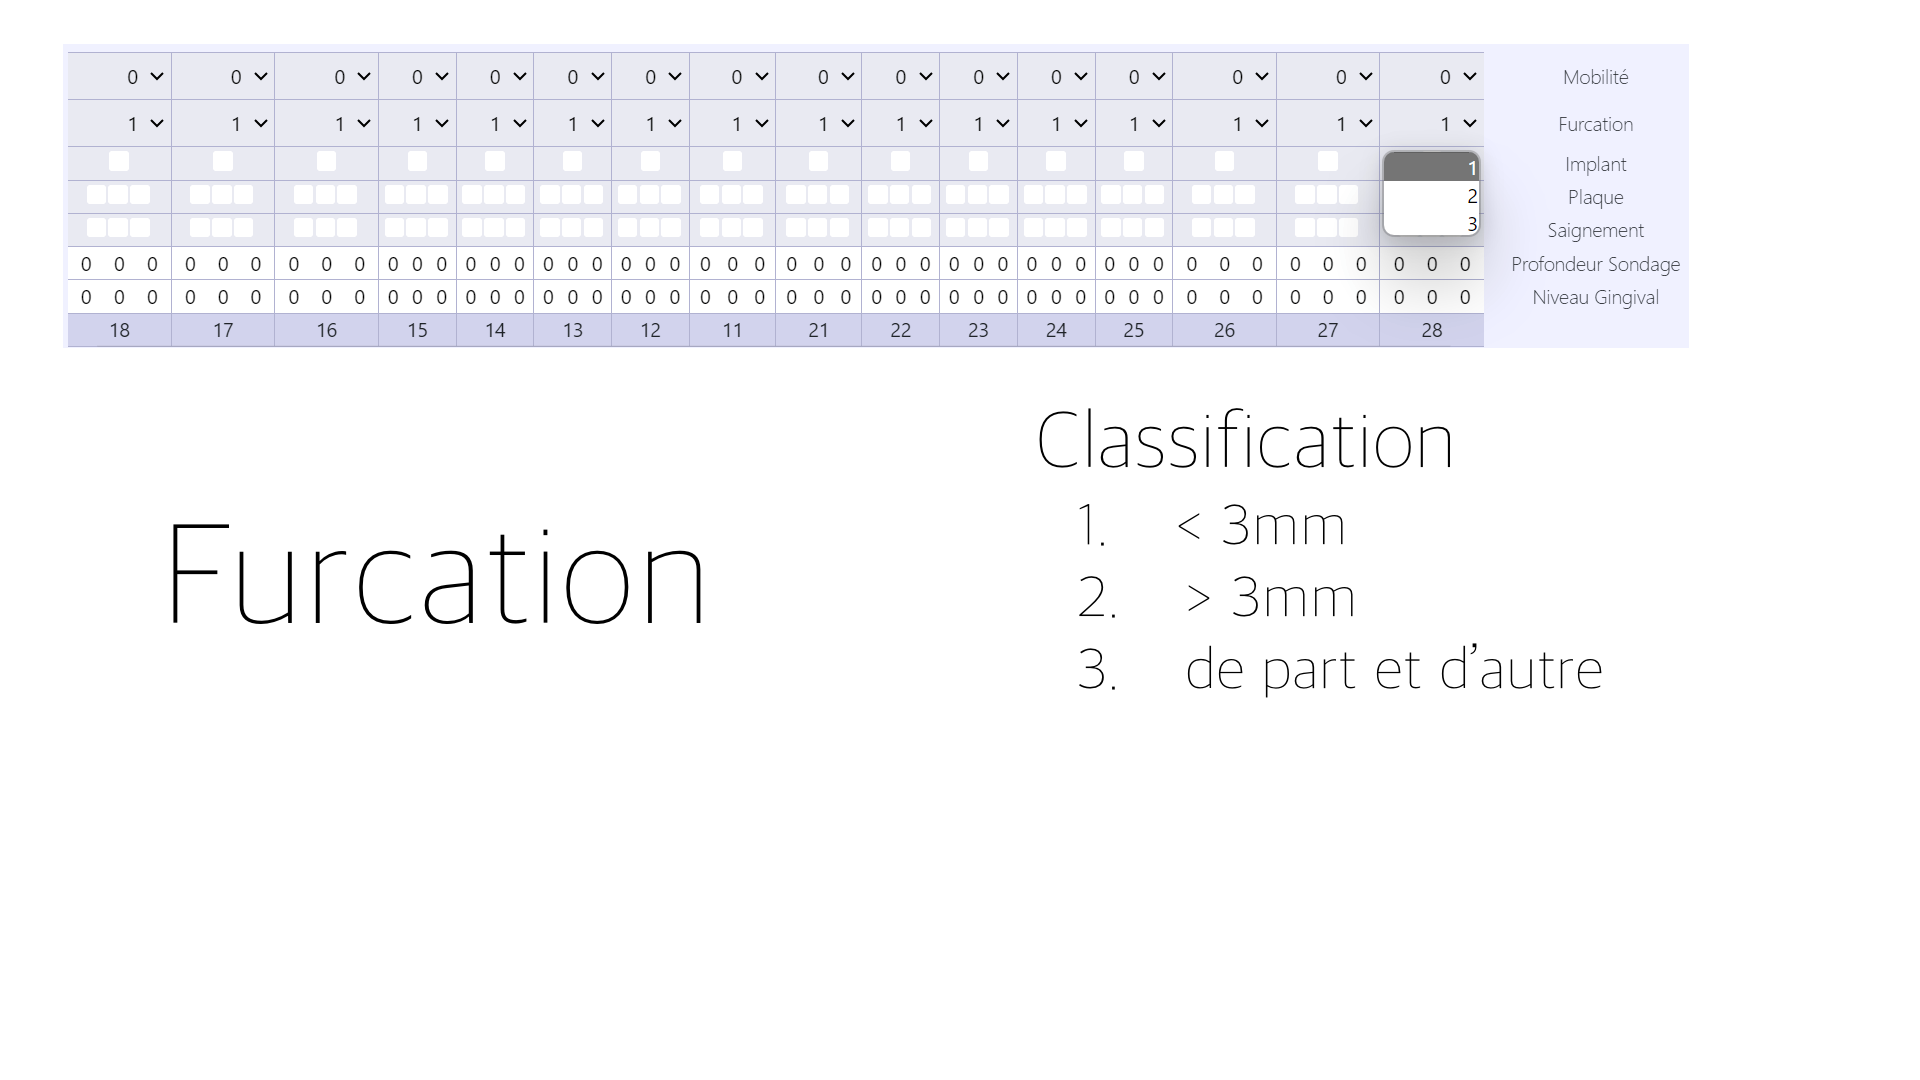 0 0 0 0 0 0 0 0 0 0 0 0 0 0 0 0 Mobilité
1 1 1 1 1 1 1 1 1 1 1 1 1 1 1 1 Furcation
1 Implant
2 Plaque
3 Saignement
0 0 0 0 0 0 0 0 0 0 0 0 0 0 0 0 0 0 0 0 0 0 0 0 0 0 0 0 0 0 0 0 0 0 0 0 0 0 0 0 0 0 0 0 0 0 0 0 Profondeur Sondage
0 0 0 0 0 0 0 0 0 0 0 0 0 0 0 0 0 0 0 0 0 0 0 0 0 0 0 0 0 0 0 0 0 0 0 0 0 0 0 0 0 0 0 0 0 0 0 0 Niveau Gingival
18 17 16 15 14 13 12 11 21 22 23 24 25 26 27 28
Furcation
Classification
1. < 3mm
2. > 3mm
3. de part et d’autre